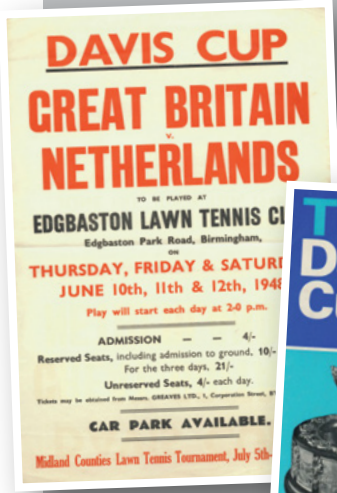 DAVIS CUP
GREAT BRITAIN
v.
NETHERLANDS
TO BE PLAYED AT
EDGBASTON LAWN TENNIS CL
Edgbaston Park Road, Birmingham,
ON
THURSDAY, FRIDAY & SATUR
JUNE 10th, 11th & 12th, 1948
Play will start each day at 2-0 p.m.
ADMISSION — — 4/-
Reserved Seats, including admission to ground, 10/-
For the three days, 21/-
Unreserved Seats, 4/- each day.
Tickets may be obtained from Messrs. GREAVES LTD., 1, Corporation Street,
CAR PARK AVAILABLE.
Midland Counties Lawn Tennis Tournament, July 5th-
T
D
C